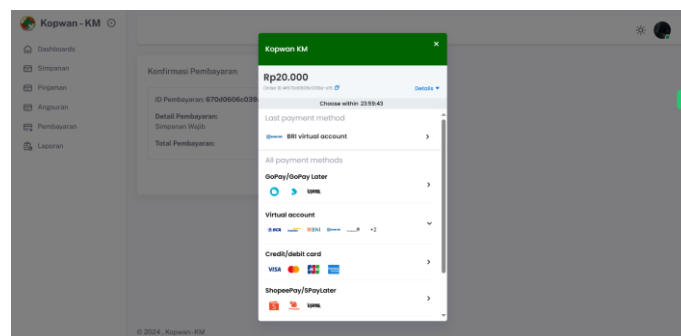 Kopwan - KM
Dashboards
Simpanan
Pinjaman
Angsuran
Pembayaran
Laporan
Konfirmasi Pembayaran
ID Pembayaran: 670d0606c039
Detail Pembayaran:
Simpanan Wajib
Total Pembayaran:
Kopwan KM
Rp20.000
Details
Choose within 23:59:43
Last payment method
BRI virtual account
All payment methods
GoPay/GoPay Later
Virtual account
BCA
BNI
+2
Credit/debit card
VISA
ShopeePay/SPayLater
© 2024 , Kopwan-KM